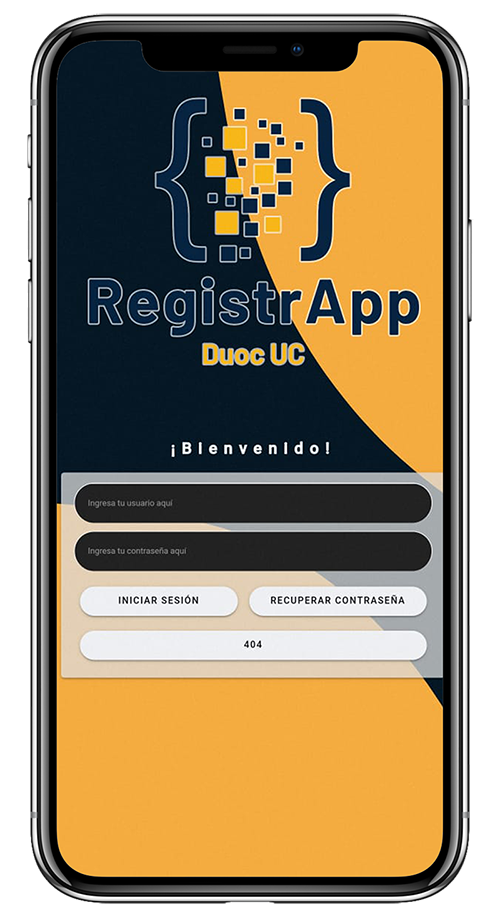 { }
RegistrApp
Duoc UC
¡Bienvenido!
Ingresa tu usuario aquí
Ingresa tu contraseña aquí
INICIAR SESIÓN
RECUPERAR CONTRASEÑA
404